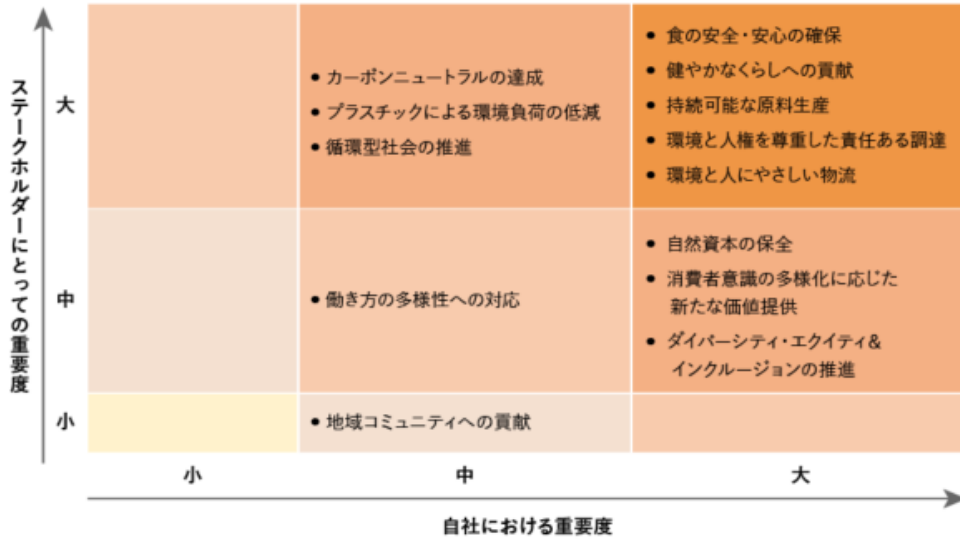 ステークホルダーにとっての重要度
大
• カーボンニュートラルの達成
• プラスチックによる環境負荷の低減
• 循環型社会の推進
• 食の安全・安心の確保
• 健やかなくらしへの貢献
• 持続可能な原料生産
• 環境と人権を尊重した責任ある調達
• 環境と人にやさしい物流
中
• 働き方の多様性への対応
• 自然資本の保全
• 消費者意識の多様化に応じた
新たな価値提供
• ダイバーシティ・エクイティ&
インクルージョンの推進
小
• 地域コミュニティへの貢献
小
中
大
自社における重要度